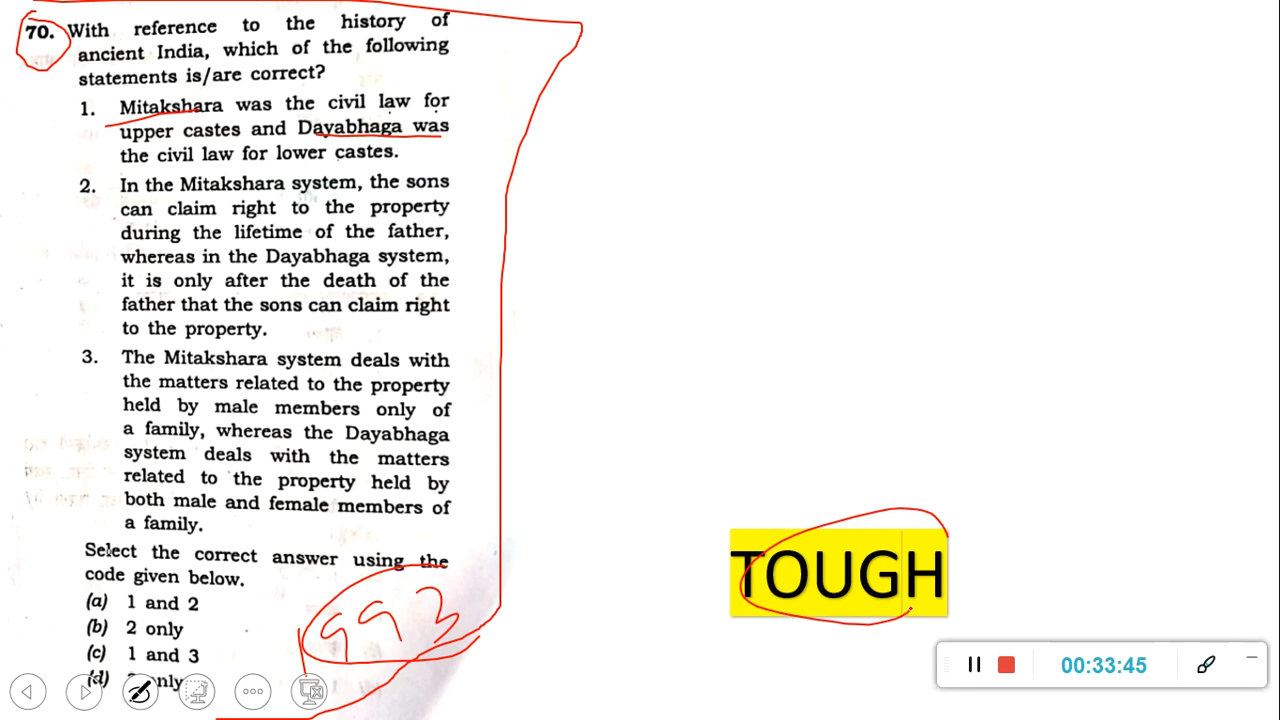 70. With reference to the history of
ancient India, which of the following
statements is/are correct?
1. Mitakshara was the civil law for
upper castes and Dayabhaga was
the civil law for lower castes.
2. In the Mitakshara system, the sons
can claim right to the property
during the lifetime of the father,
whereas in the Dayabhaga system,
it is only after the death of the
father that the sons can claim right
to the property.
3. The Mitakshara system deals with
the matters related to the property
held by male members only of
a family, whereas the Dayabhaga
system deals with the matters
related to the property held by
both male and female members of
a family.
Select the correct answer using the
code given below.
(a) 1 and 2
(b) 2 only
(c) 1 and 3
(d) only
993
TOUGH
00:33:45